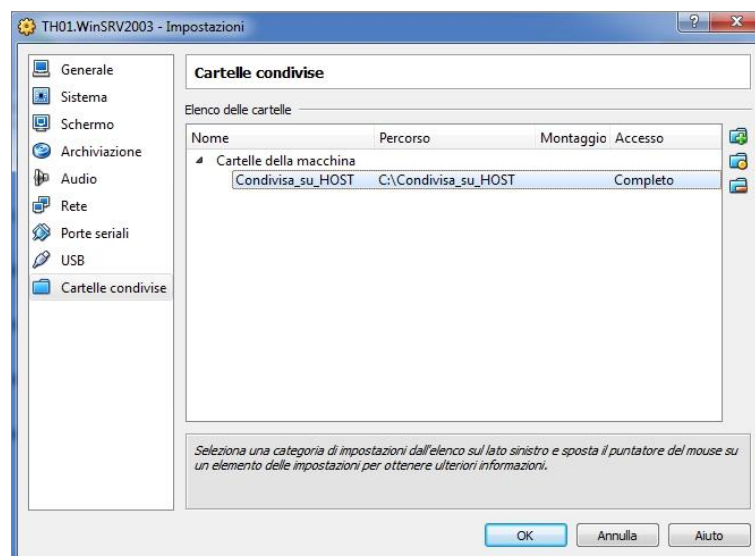 TH01.WinSRV2003 - Impostazioni
Generale
Sistema
Schermo
Archiviazione
Audio
Rete
Porte seriali
USB
Cartelle condivise
Cartelle condivise
Elenco delle cartelle
Nome Percorso Montaggio Accesso
Cartelle della macchina
Condivisa_su_HOST C:\Condivisa_su_HOST Completo
Seleziona una categoria di impostazioni dall'elenco sul lato sinistro e sposta il puntatore del mouse su
un elemento delle impostazioni per ottenere ulteriori informazioni.
OK Annulla Aiuto